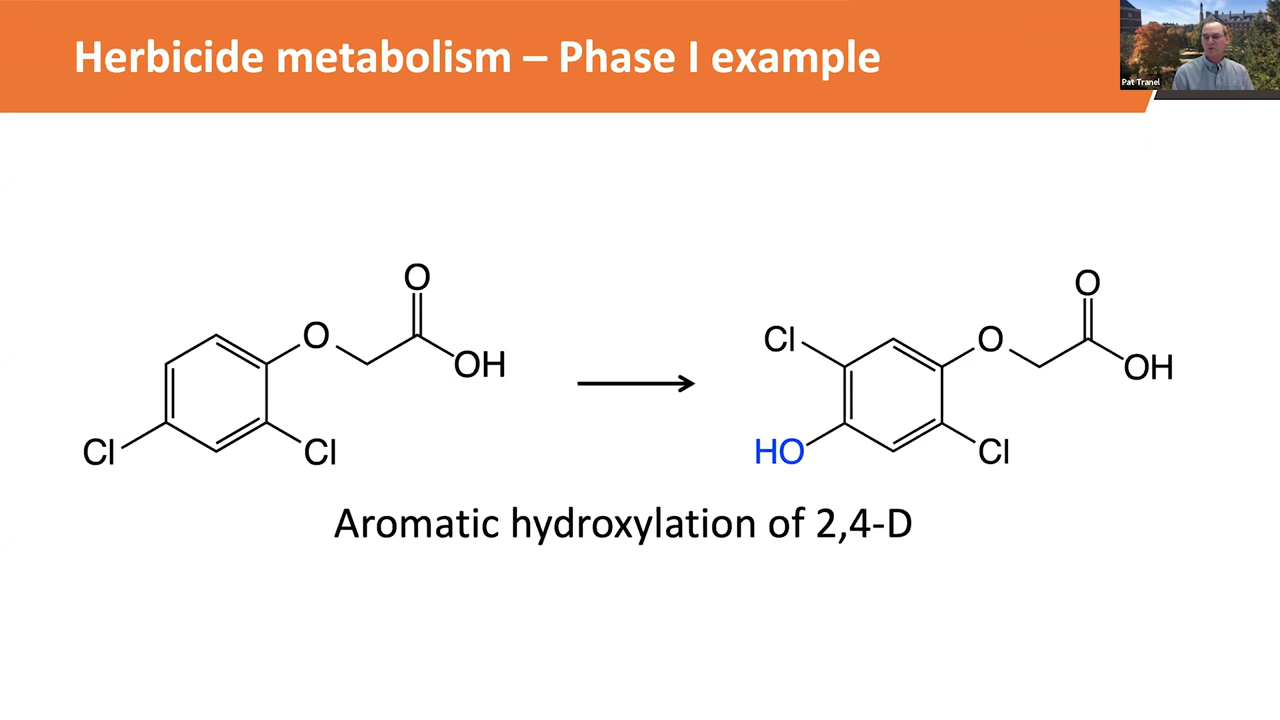 Herbicide metabolism – Phase I example
Pat Tranel
O
O
OH
Cl
Cl
O
Cl
O
OH
HO
Cl
Aromatic hydroxylation of 2,4-D